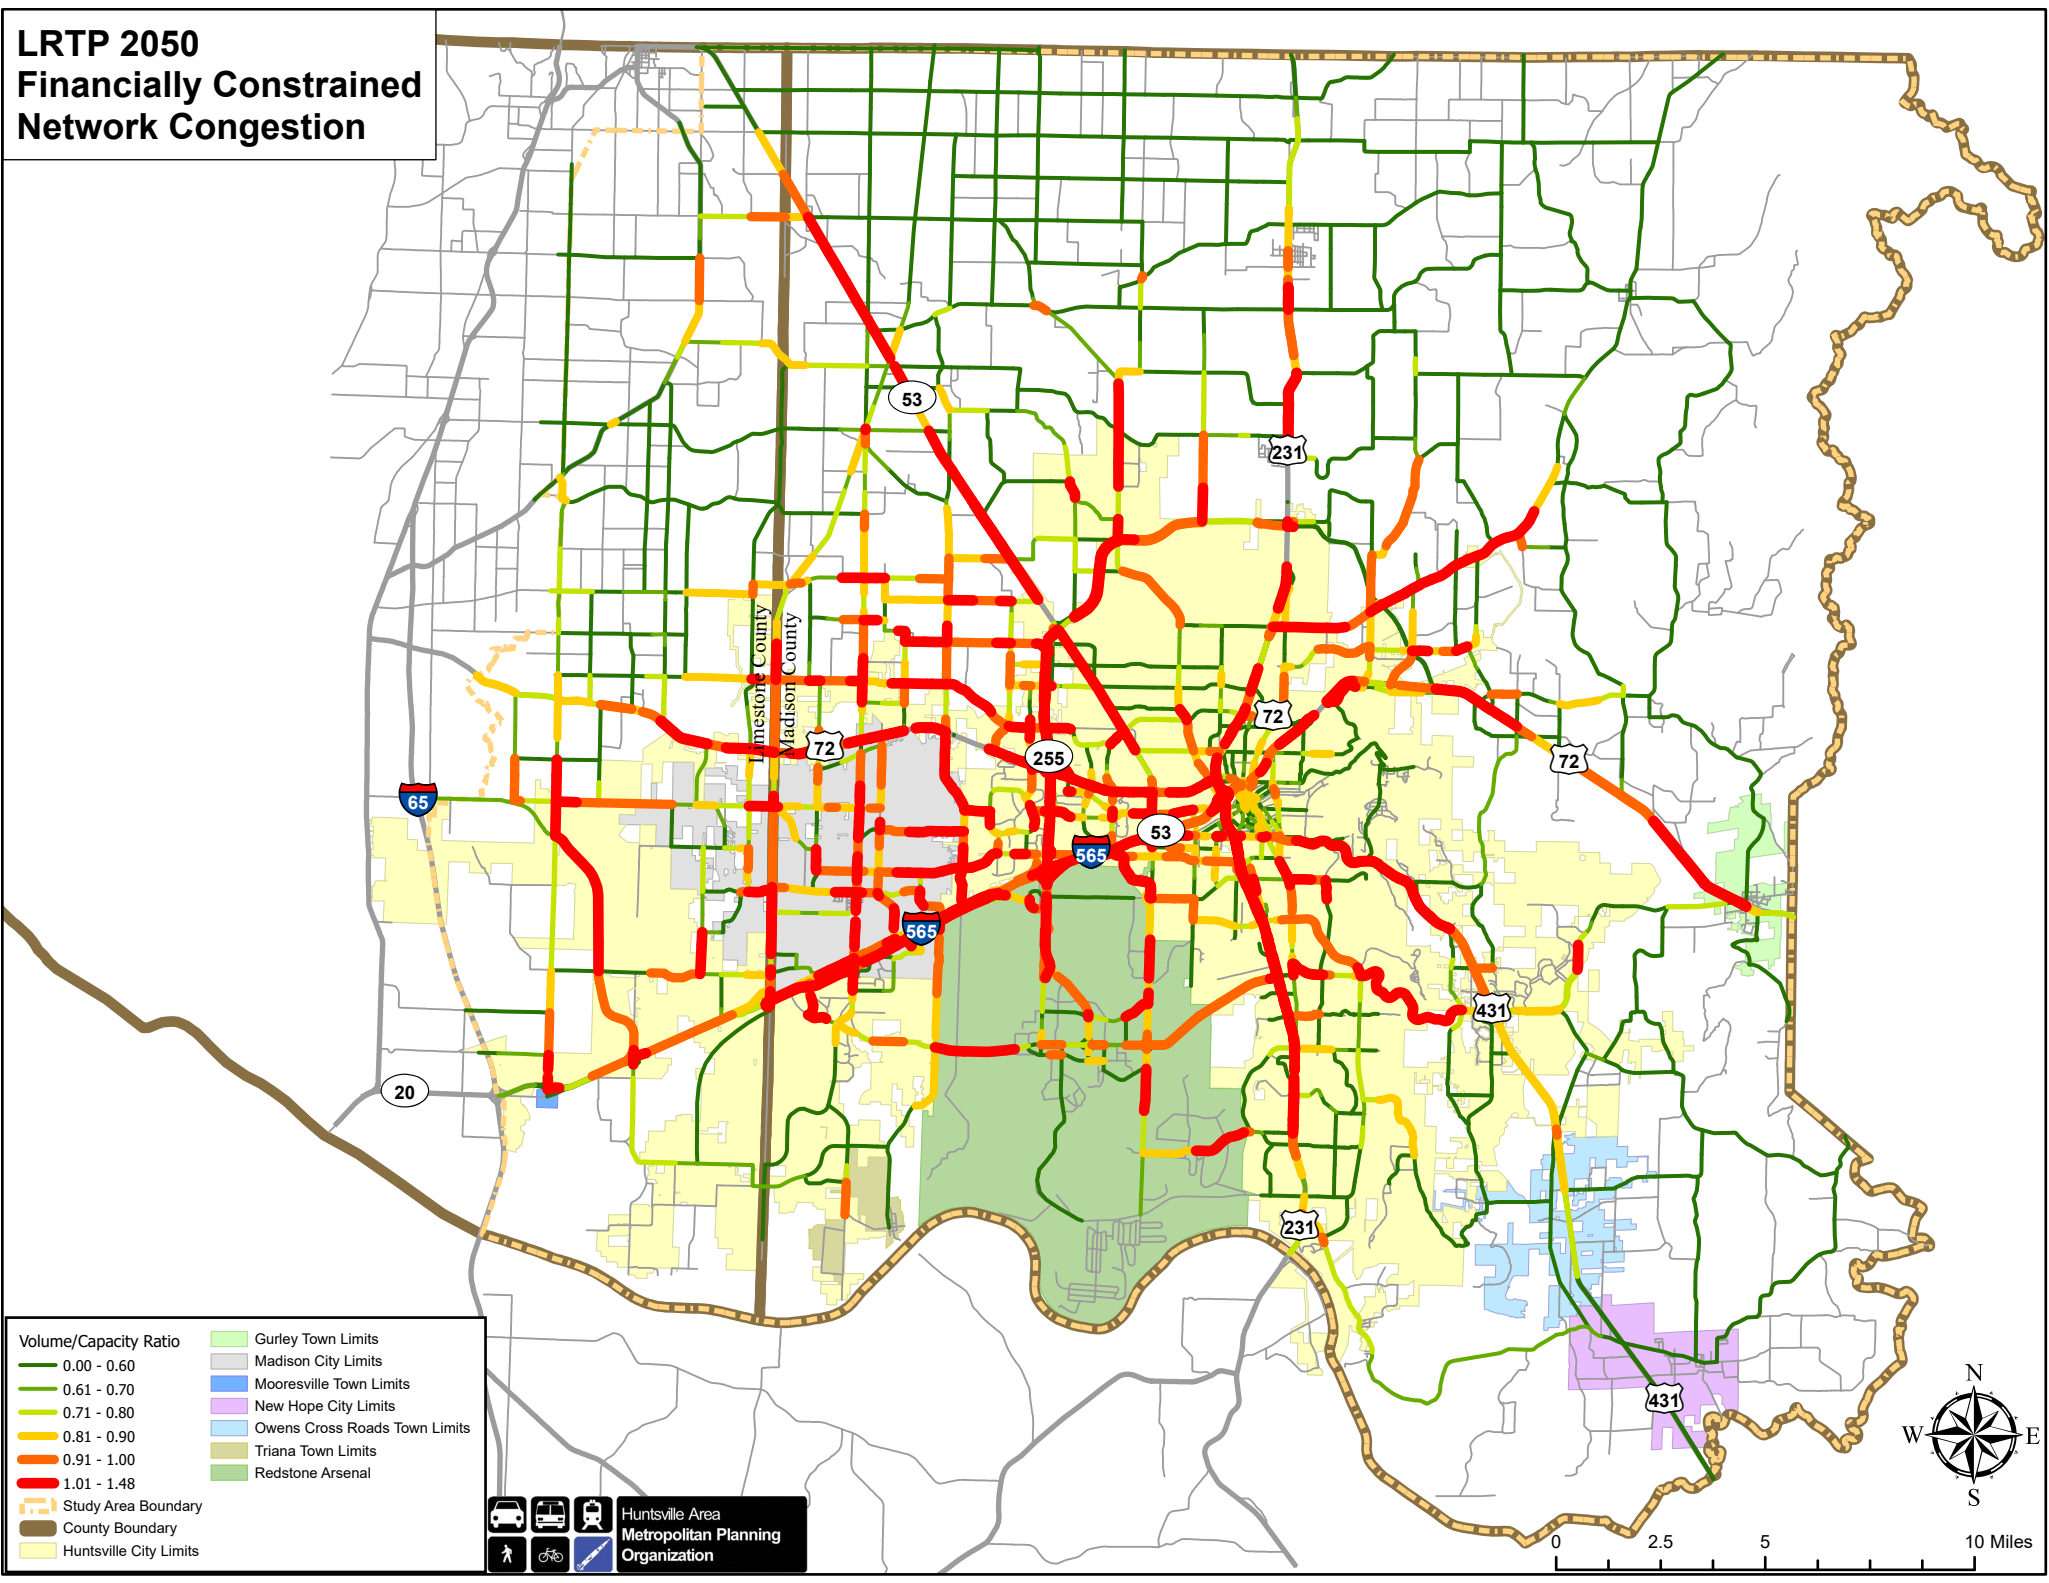 LRTP 2050
Financially Constrained
Network Congestion
53
231
Limestone County
Madison County
72
72
72
255
65
53
565
565
431
20
231
431
Volume/Capacity Ratio
0.00 - 0.60
0.61 - 0.70
0.71 - 0.80
0.81 - 0.90
0.91 - 1.00
1.01 - 1.48
Study Area Boundary
County Boundary
Huntsville City Limits
Gurley Town Limits
Madison City Limits
Mooresville Town Limits
New Hope City Limits
Owens Cross Roads Town Limits
Triana Town Limits
Redstone Arsenal
Huntsville Area
Metropolitan Planning
Organization
N
W
E
S
0 2.5 5 10 Miles